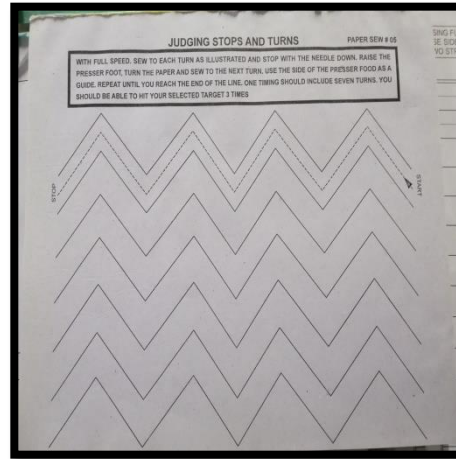 JUDGING STOPS AND TURNS PAPER SEW # 05
WITH FULL SPEED. SEW TO EACH TURN AS ILLUSTRATED AND STOP WITH THE NEEDLE DOWN. RAISE THE
PRESSER FOOT, TURN THE PAPER AND SEW TO THE NEXT TURN. USE THE SIDE OF THE PRESSER FOOD AS A
GUIDE. REPEAT UNTIL YOU REACH THE END OF THE LINE. ONE TIMING SHOULD INCLUDE SEVEN TURNS. YOU
SHOULD BE ABLE TO HIT YOUR SELECTED TARGET 3 TIMES
STOP
START